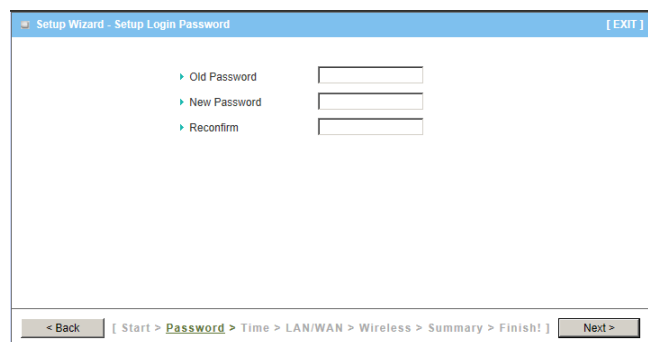 Setup Wizard - Setup Login Password [ EXIT ]
Old Password
New Password
Reconfirm
< Back [ Start > Password > Time > LAN/WAN > Wireless > Summary > Finish! ] Next >